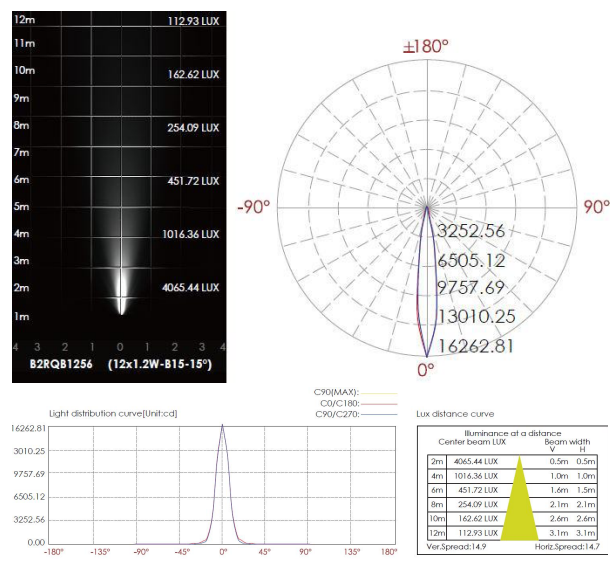 12m 112.93 LUX
11m
10m 162.62 LUX
9m
8m 254.09 LUX
7m
6m 451.72 LUX
5m
4m 1016.36 LUX
3m
2m 4065.44 LUX
1m
4 3 2 1 0 1 2 3 4
B2RQB1256 (12x1.2W-B15-15°)
±180°
-90° 90°
3252.56
6505.12
9757.69
13010.25
16262.81
0°
C90(MAX):
C0/C180:
C90/C270:
Light distribution curve[Unit:cd]
16262.81
3010.25
9757.69
6505.12
3252.56
0.00
-180° -135° -90° -45° 0° 45° 90° 135° 180°
Lux distance curve
Illuminance at a distance
Center beam LUX Beam width
V H
2m 4065.44 LUX 0.5m 0.5m
4m 1016.36 LUX 1.0m 1.0m
6m 451.72 LUX 1.6m 1.5m
8m 254.09 LUX 2.1m 2.1m
10m 162.62 LUX 2.6m 2.6m
12m 112.93 LUX 3.1m 3.1m
Ver.Spread:14.9 Horiz.Spread:14.7